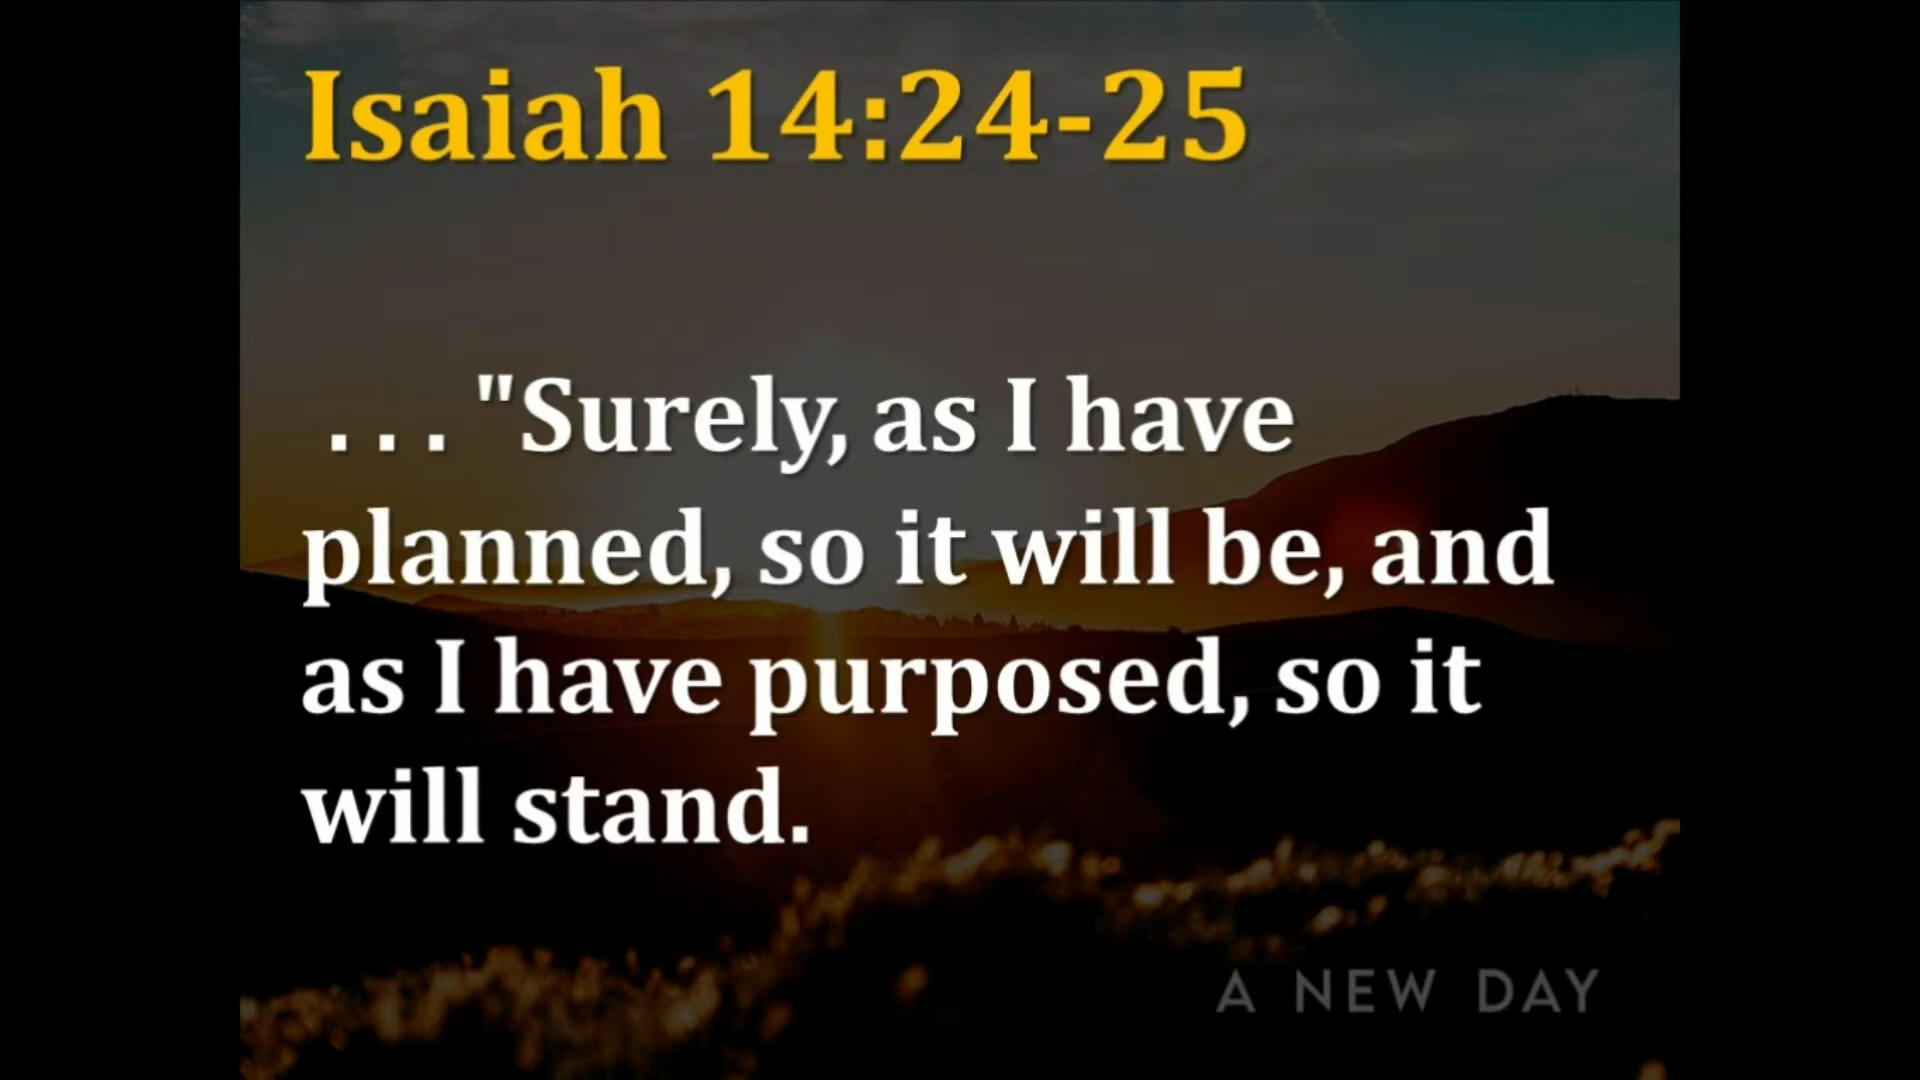 Isaiah 14:24-25
. . . "Surely, as I have
planned, so it will be, and
as I have purposed, so it
will stand.
A NEW DAY